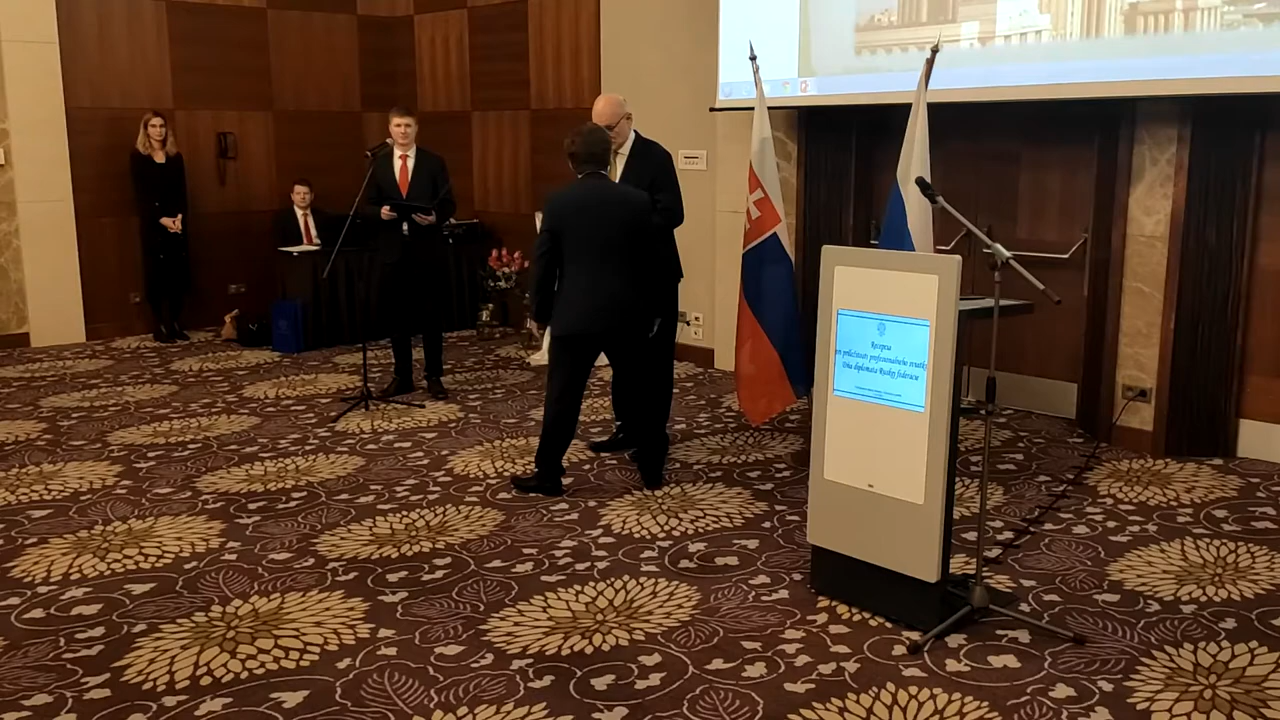 Recepcia
pri príležitosti profesionálneho sviatku
Dňa diplomata Ruskej federácie